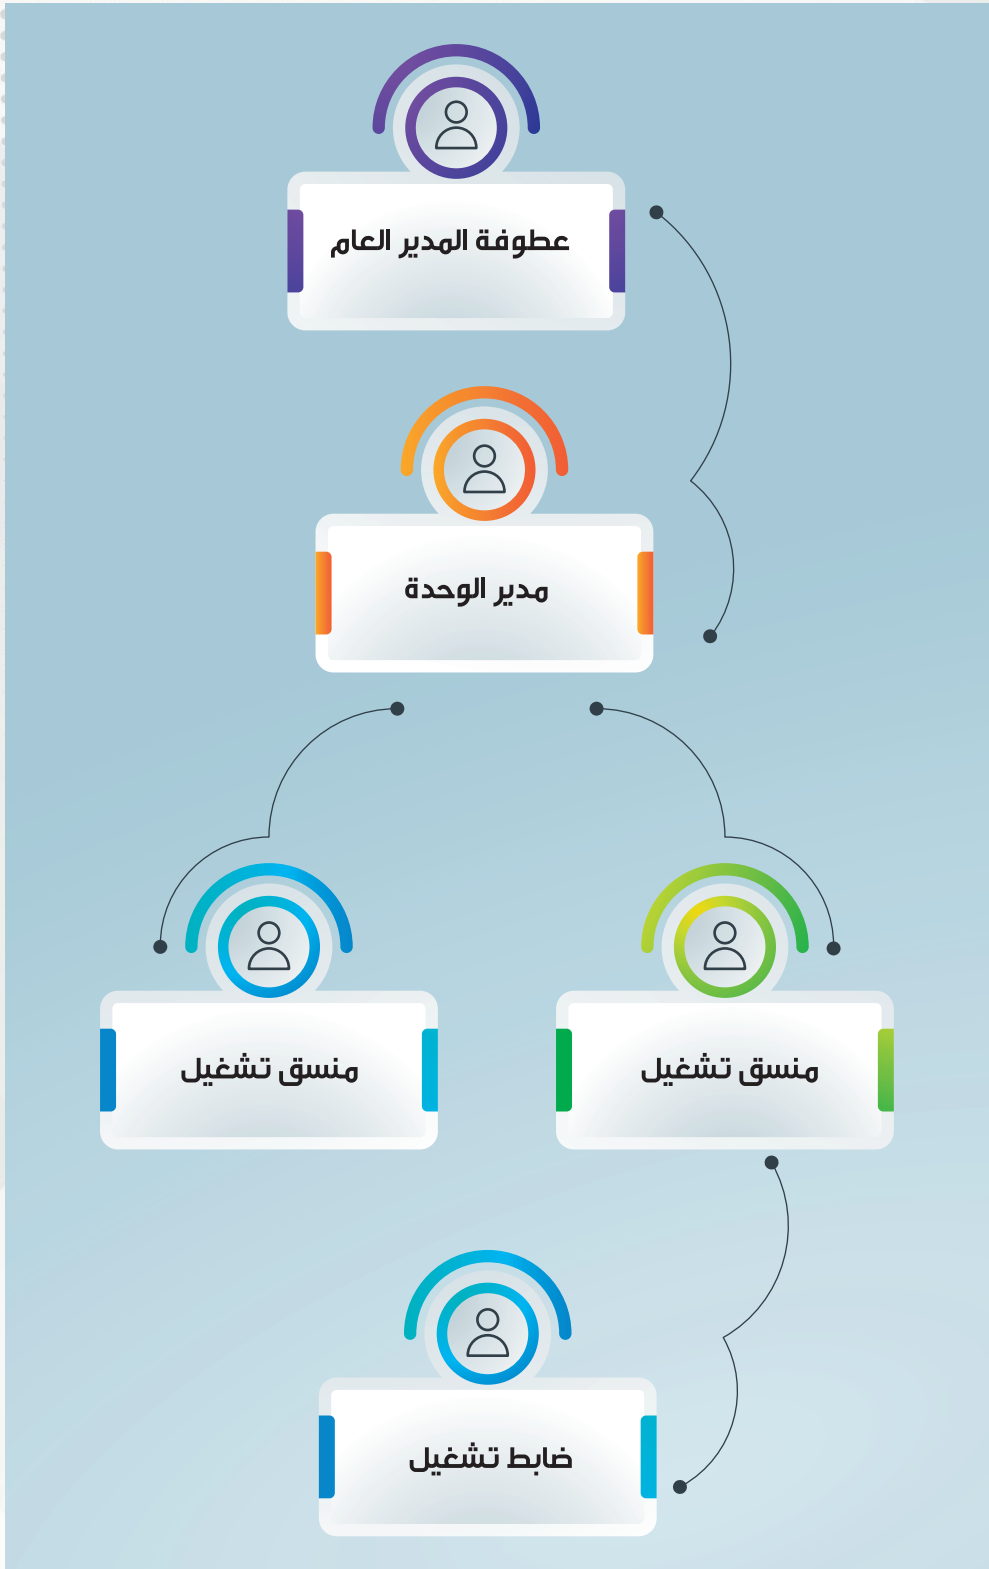 عطوفة المدير العام
مدير الوحدة
منسق تشغيل
منسق تشغيل
ضابط تشغيل